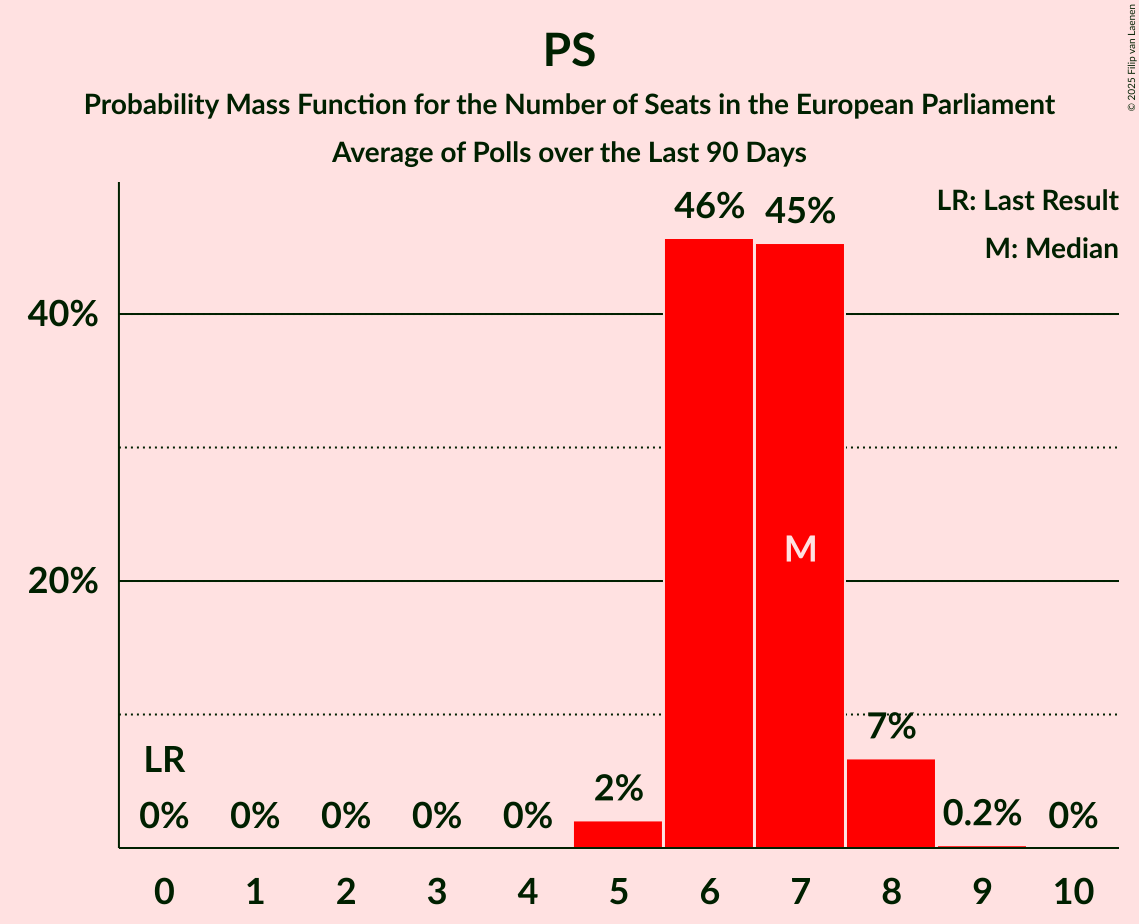 PS
Probability Mass Function for the Number of Seats in the European Parliament
Average of Polls over the Last 90 Days
© 2025 Filip van Laenen
LR: Last Result
M: Median
46%
45%
40%
M
20%
7%
LR
2%
0%
0%
0%
0%
0%
0.2%
0%
0 1 2 3 4 5 6 7 8 9 10